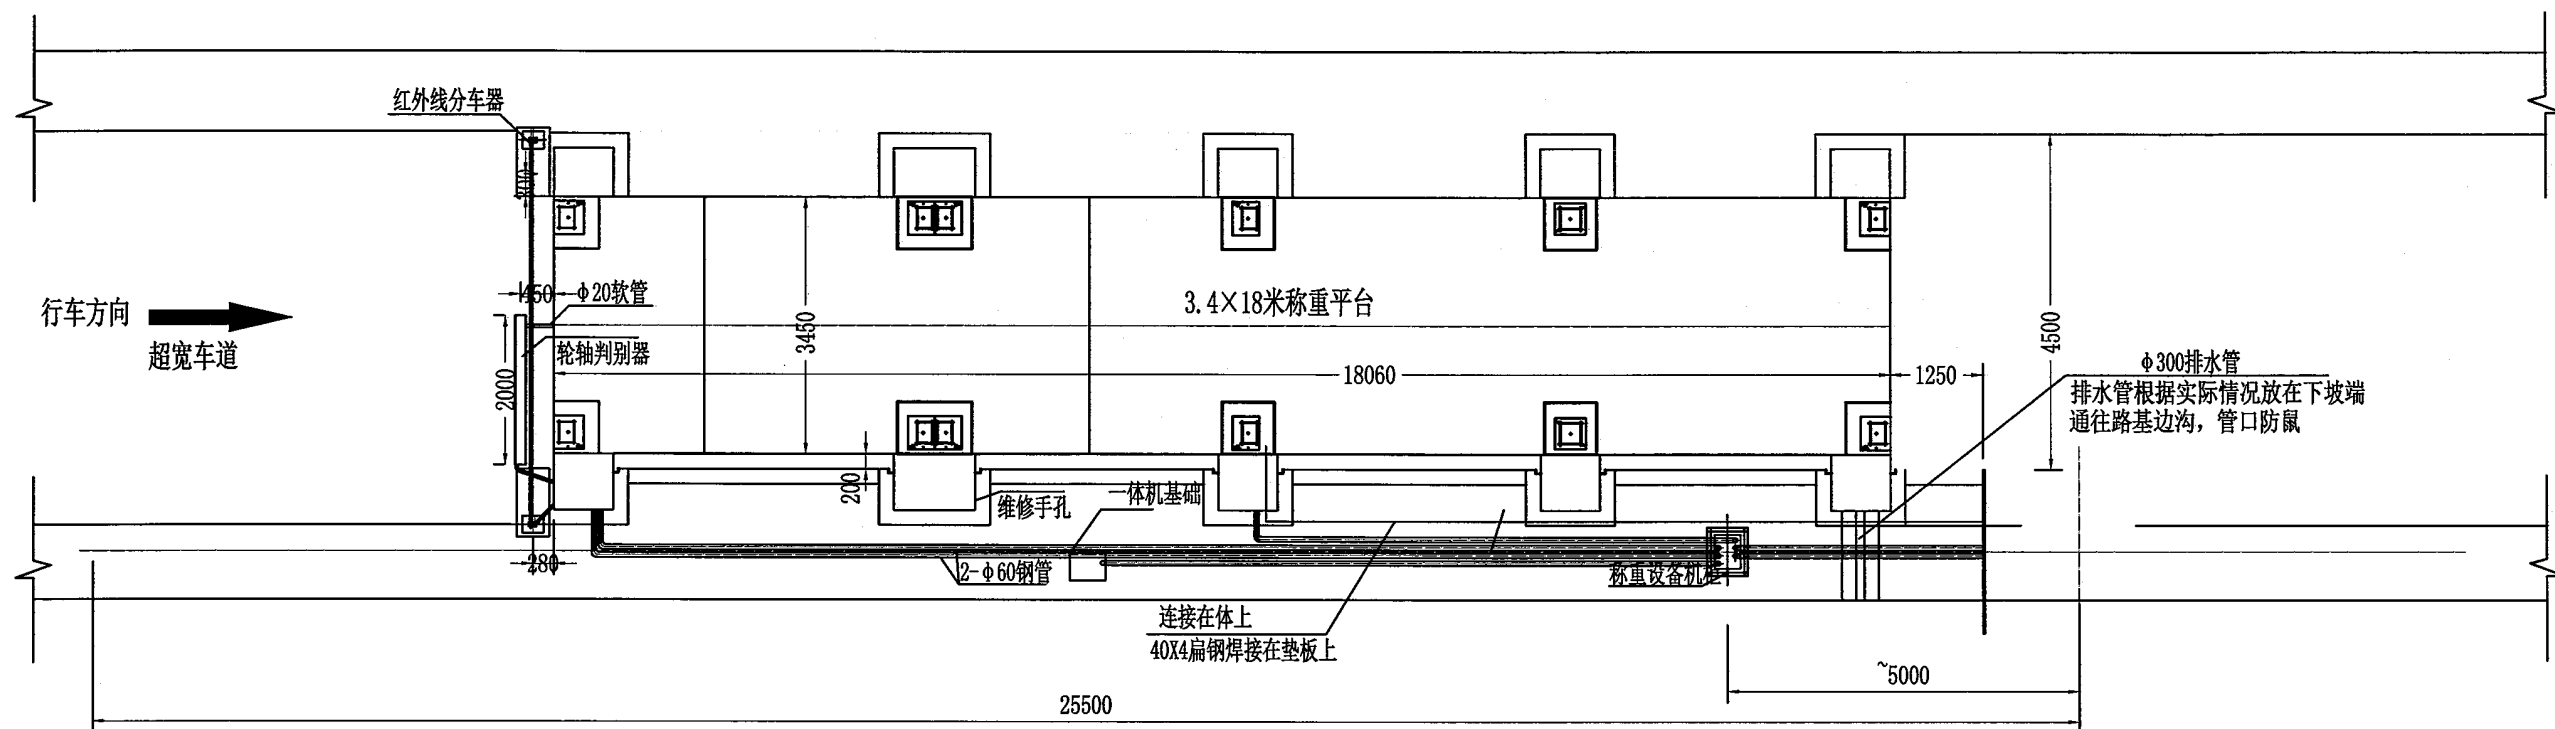 红外线分车器
300
450
φ20软管
行车方向
超宽车道
轮轴判别器
2000
3450
3.4×18米称重平台
18060
1250
4500
φ300排水管
排水管根据实际情况放在下坡端
通往路基边沟，管口防鼠
200
维修手孔
一体机基础
280
2-φ60钢管
称重设备机柜
连接在体上
40X4扁钢焊接在垫板上
~5000
25500